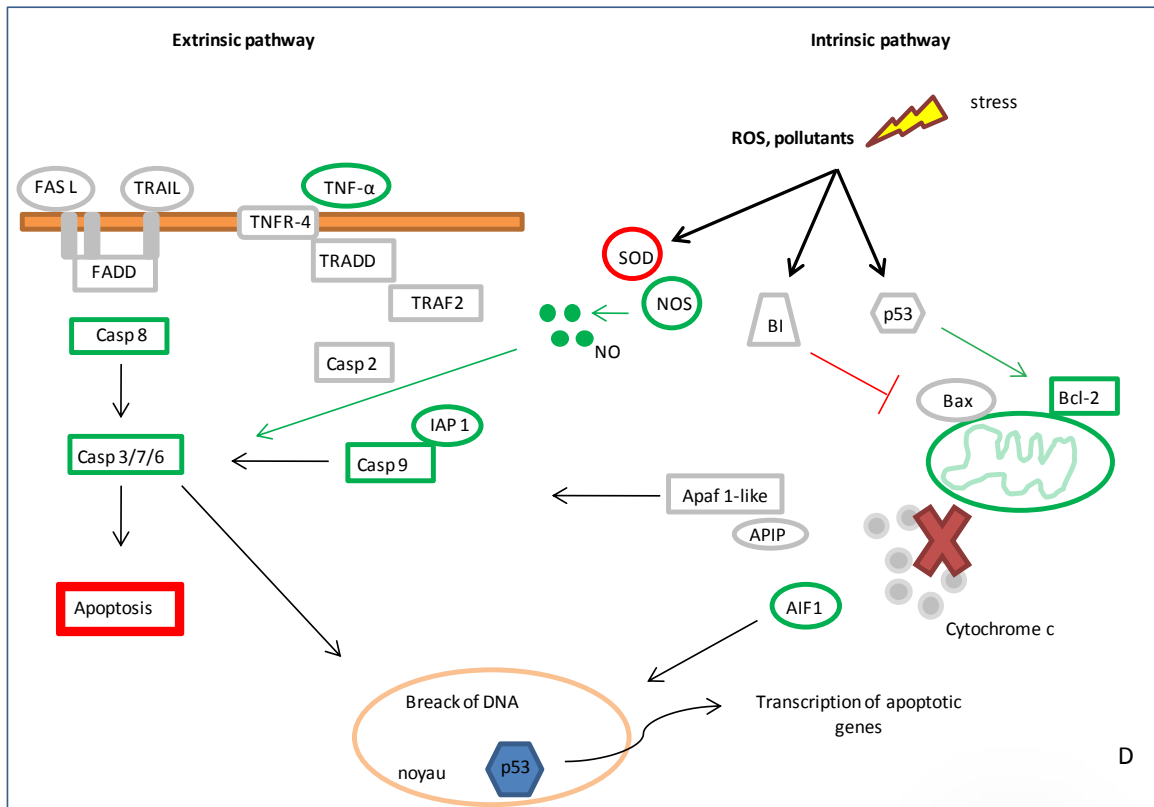 Extrinsic pathway
Intrinsic pathway
stress
ROS, pollutants
FAS L
TRAIL
TNF-α
TNFR-4
FADD
TRADD
TRAF2
SOD
NOS
NO
BI
p53
Casp 8
Casp 2
Bax
Bcl-2
IAP 1
Casp 3/7/6
Casp 9
Apaf 1-like
APIP
Apoptosis
AIF1
Cytochrome c
Breack of DNA
Transcription of apoptotic
genes
noyau
p53
D